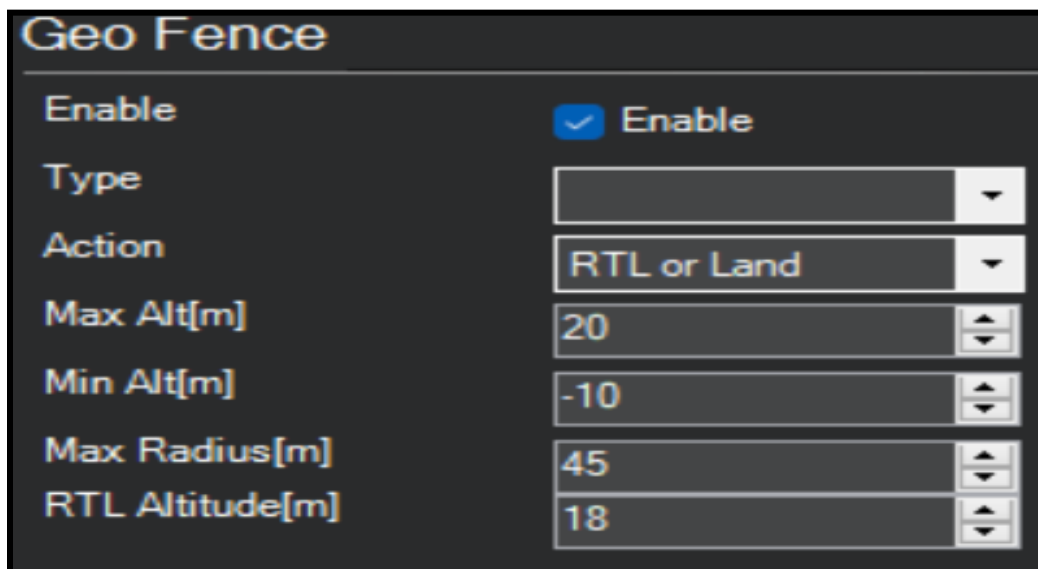 Geo Fence
Enable Enable
Type
Action RTL or Land
Max Alt[m] 20
Min Alt[m] -10
Max Radius[m] 45
RTL Altitude[m] 18